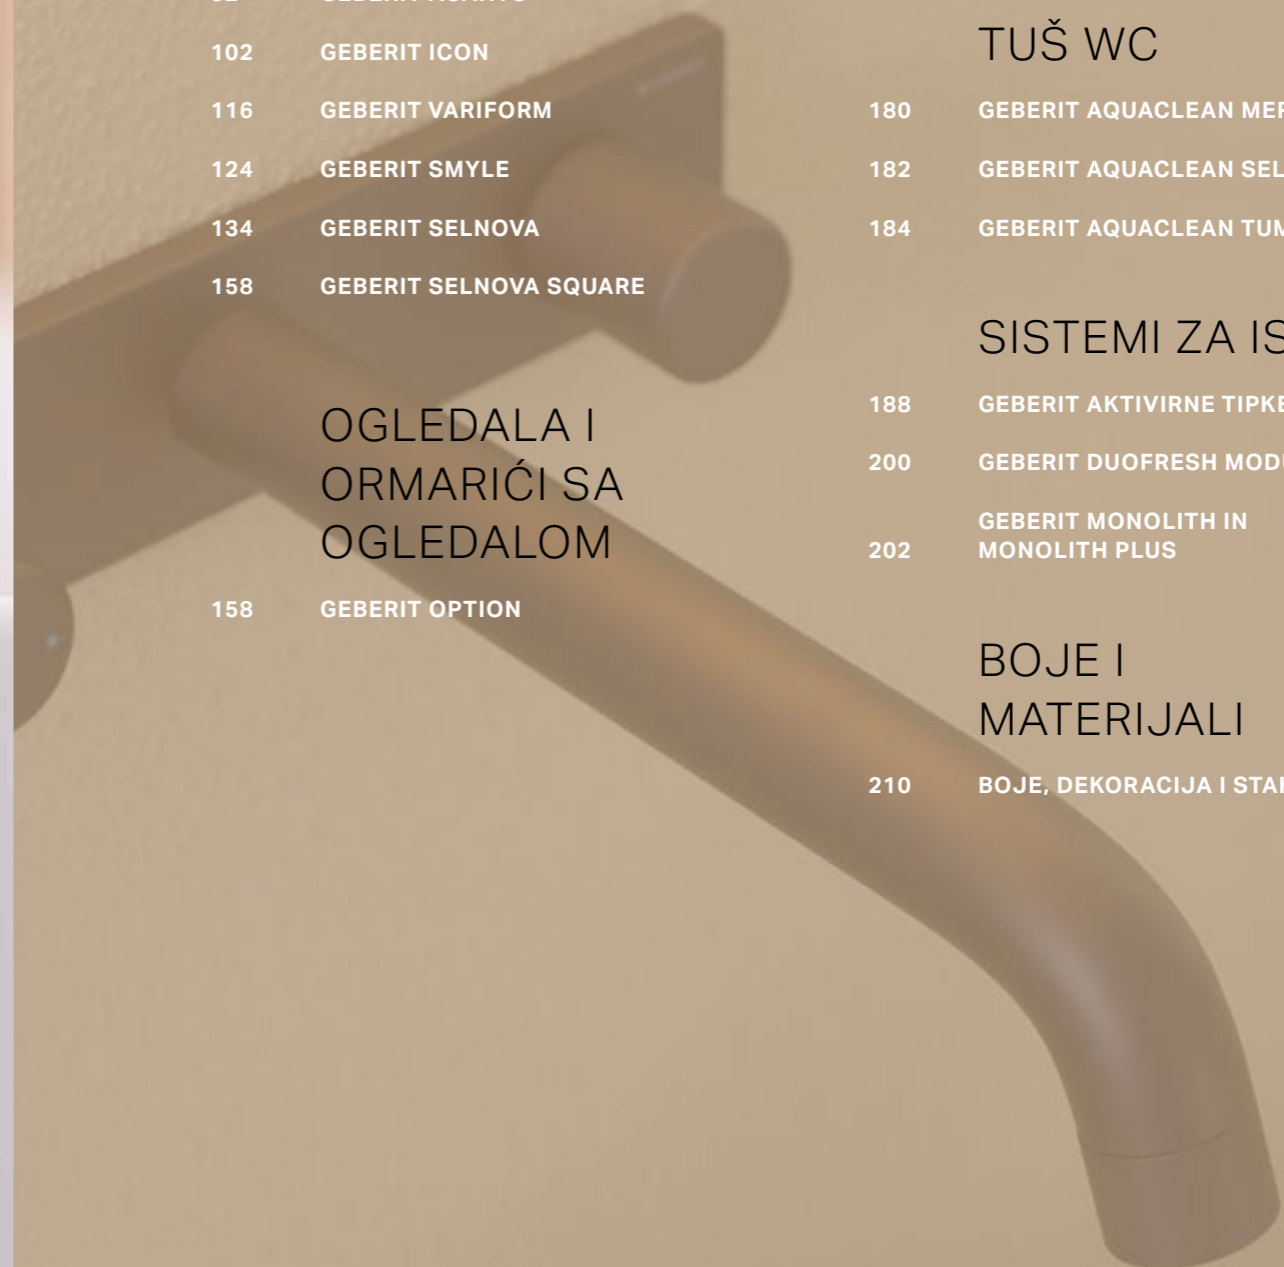 102 GEBERIT ICON
116 GEBERIT VARIFORM
124 GEBERIT SMYLE
134 GEBERIT SELNOVA
158 GEBERIT SELNOVA SQUARE
OGLEDALA I
ORMARIĆI SA
OGLEDALOM
158 GEBERIT OPTION
TUŠ WC
180 GEBERIT AQUACLEAN
182 GEBERIT AQUACLEAN
184 GEBERIT AQUACLEAN
SISTEMI ZA
188 GEBERIT AKTIVIRNE TIPKE
200 GEBERIT DUOFRESH
GEBERIT MONOLITH IN
202 MONOLITH PLUS
BOJE I
MATERIJALI
210 BOJE, DEKORACIJA I